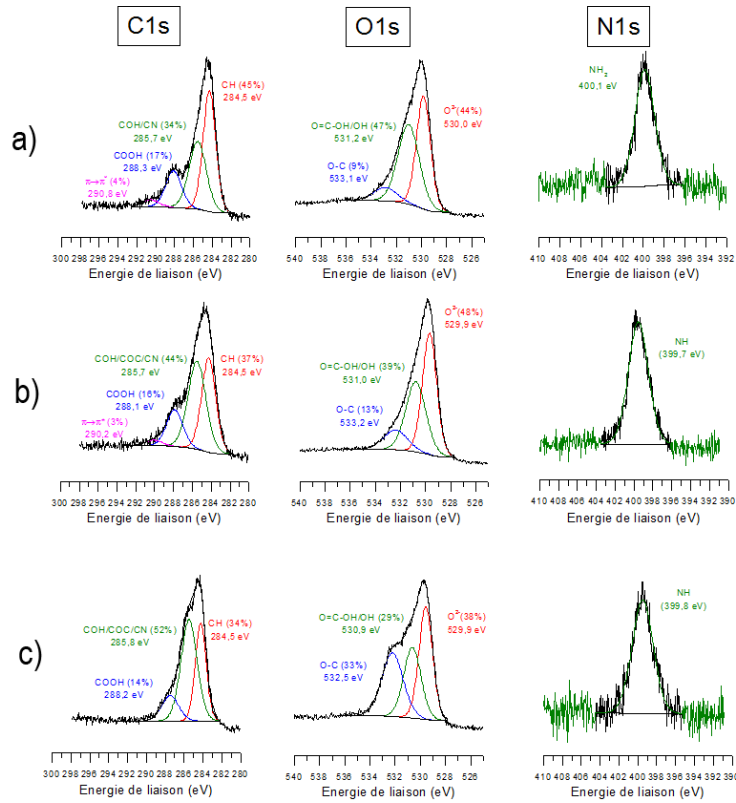 C1s
O1s
N1s
a)
CH (45%)
284,5 eV
COH/CN (34%)
285,7 eV
COOH (17%)
288,3 eV
π→π* (4%)
290,8 eV
300 298 296 294 292 290 288 286 284 282 280
Energie de liaison (eV)
O²⁻(44%)
530,0 eV
O=C-OH/OH (47%)
531,2 eV
O-C (9%)
533,1 eV
540 538 536 534 532 530 528 526
Energie de liaison (eV)
NH₂
400,1 eV
410 408 406 404 402 400 398 396 394 392
Energie de liaison (eV)
b)
COH/COC/CN (44%)
285,7 eV
CH (37%)
284,5 eV
COOH (16%)
288,1 eV
π→π* (3%)
290,2 eV
300 298 296 294 292 290 288 286 284 282 280
Energie de liaison (eV)
O²⁻(48%)
529,9 eV
O=C-OH/OH (39%)
531,0 eV
O-C (13%)
533,2 eV
540 538 536 534 532 530 528 526
Energie de liaison (eV)
NH
(399,7 eV)
410 408 406 404 402 400 398 396 394 392 390
Energie de liaison (eV)
c)
COH/COC/CN (52%)
285,8 eV
CH (34%)
284,5 eV
COOH (14%)
288,2 eV
298 296 294 292 290 288 286 284 282 280
Energie de liaison (eV)
O=C-OH/OH (29%)
530,9 eV
O²⁻(38%)
529,9 eV
O-C (33%)
532,5 eV
540 538 536 534 532 530 528 526
Energie de liaison (eV)
NH
(399,8 eV)
410 408 406 404 402 400 398 396 394 392 390
Energie de liaison (eV)